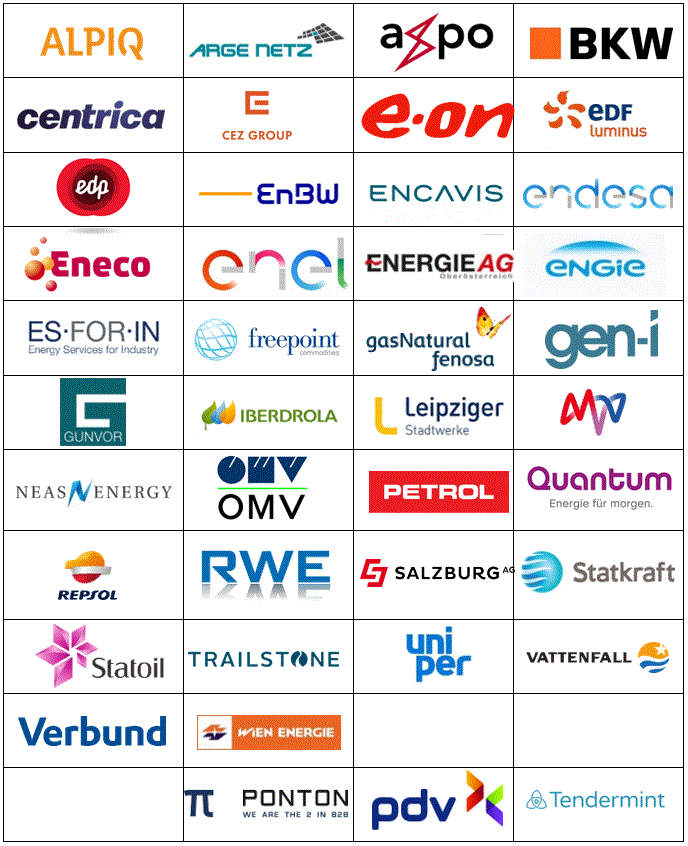 ALPIQ
ARGE NETZ
axpo
BKW
centrica
CEZ GROUP
e·on
eDF
luminus
edp
EnBW
ENCAVIS
endesa
Eneco
enel
ENERGIE AG
Oberösterreich
ENGIE
ES·FOR·IN
Energy Services for Industry
freepoint
commodities
gasNatural
fenosa
gen-i
GUNVOR
IBERDROLA
Leipziger
Stadtwerke
MVV
NEAS ENERGY
OMV
OMV
PETROL
Quantum
Energie für morgen.
REPSOL
RWE
SALZBURG AG
Statkraft
Statoil
TRAILSTONE
uni
per
VATTENFALL
Verbund
WIEN ENERGIE
π PONTON
WE ARE THE 2 IN B2B
pdv
Tendermint